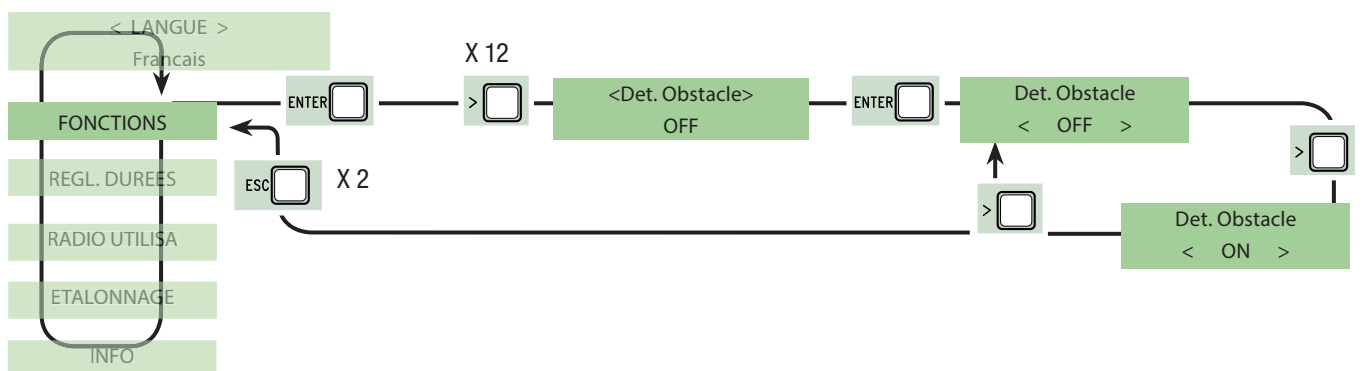 < LANGUE >
Francais
FONCTIONS
REGL. DUREES
RADIO UTILISA
ETALONNAGE
INFO
ENTER
X 12
>
<Det. Obstacle>
OFF
ENTER
Det. Obstacle
< OFF >
>
Det. Obstacle
< ON >
>
ESC
X 2